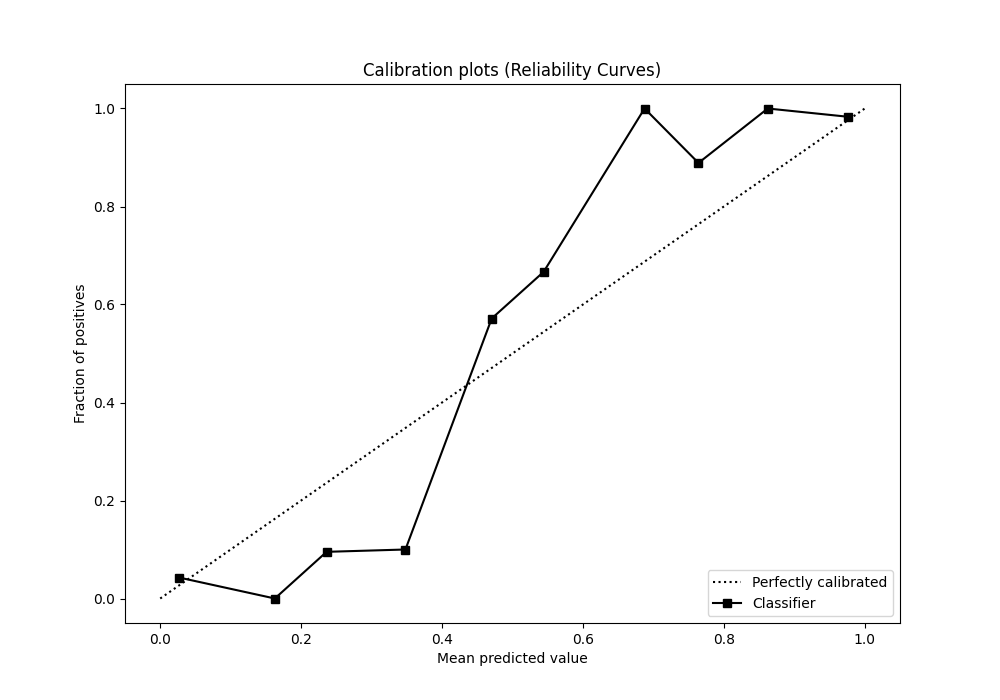 Calibration plots (Reliability Curves)
1.0
0.8
0.6
0.4
0.2
0.0
Fraction of positives
0.0 0.2 0.4 0.6 0.8 1.0
Mean predicted value
Perfectly calibrated
Classifier